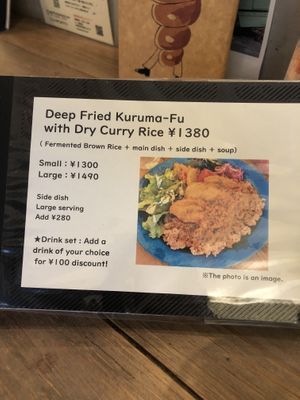 Deep Fried Kuruma-Fu
with Dry Curry Rice ¥1380
( Fermented Brown Rice + main dish + side dish + soup)
Small : ¥1300
Large : ¥1490
Side dish
Large serving
Add ¥280
★Drink set : Add a
drink of your choice
for ¥100 discount!
※The photo is an image.